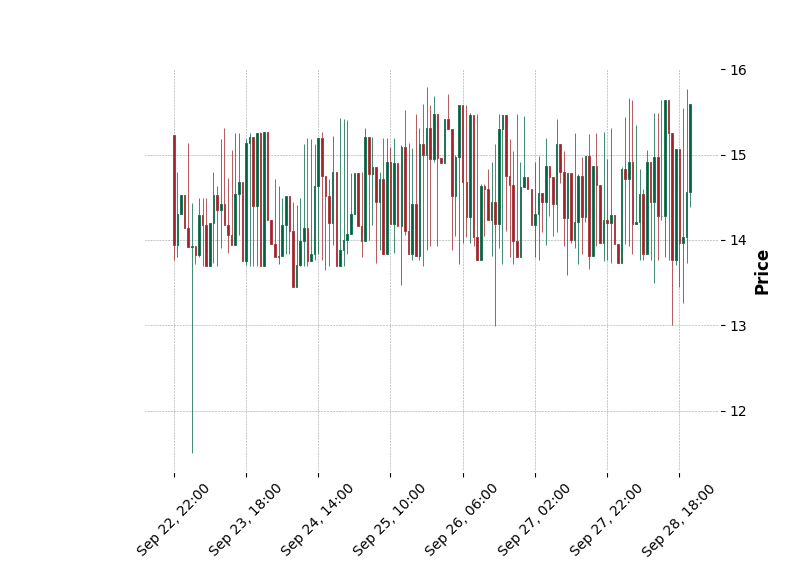 16
15
14
13
12
Price
Sep 22, 22:00
Sep 23, 18:00
Sep 24, 14:00
Sep 25, 10:00
Sep 26, 06:00
Sep 27, 02:00
Sep 27, 22:00
Sep 28, 18:00